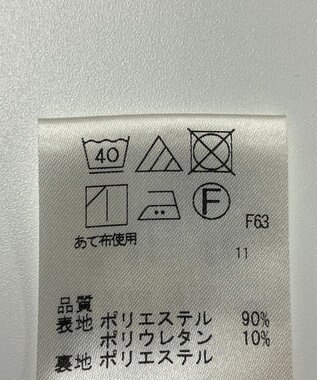 40
F
あて布使用
F63
11
品質
表地 ポリエステル 90%
ポリウレタン 10%
裏地 ポリエステル